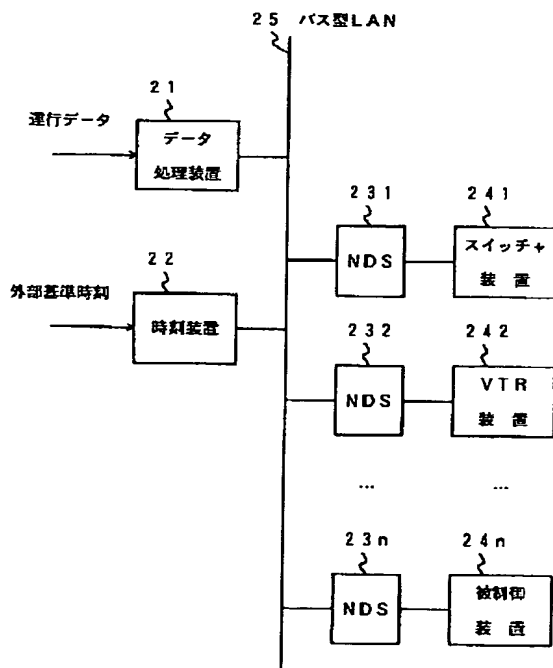 25 バス型LAN
21
運行データ
データ
処理装置
231
241
NDS
スイッチャ
装置
22
外部基準時刻
時刻装置
232
242
NDS
VTR
装置
...
...
23n
24n
NDS
被制御
装置